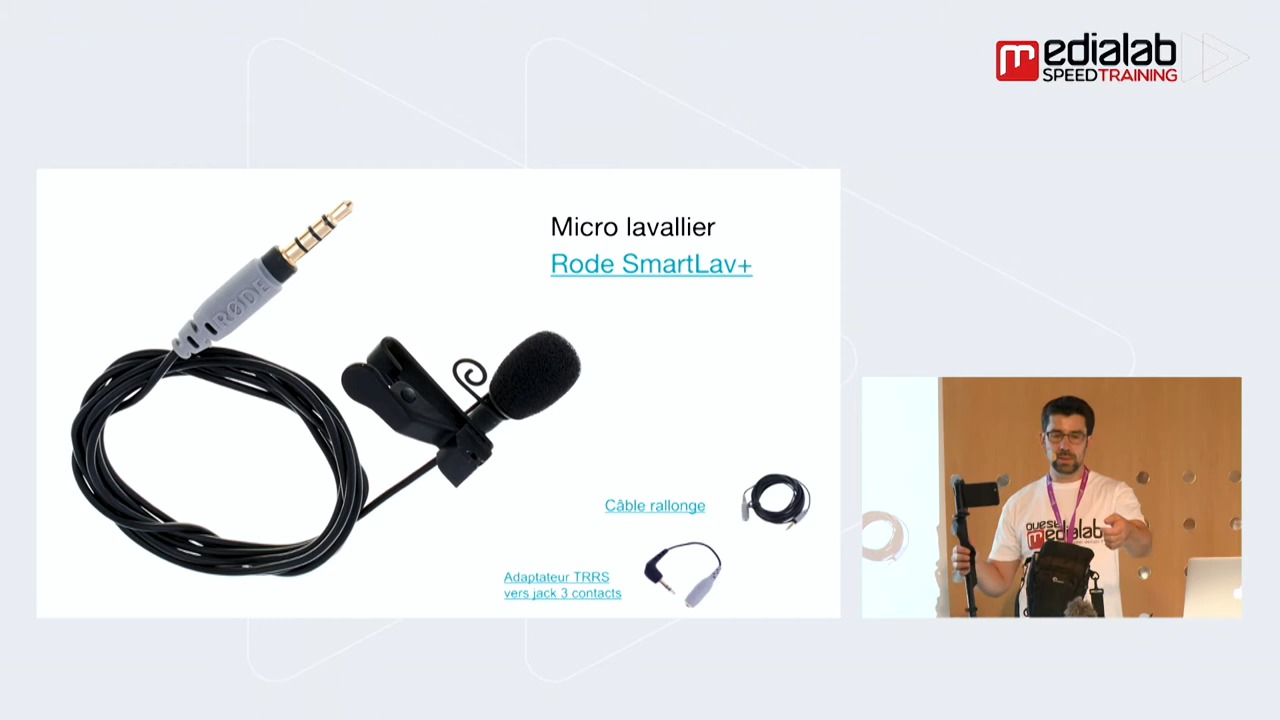 medialab
SPEEDTRAINING
Micro lavallier
Rode SmartLav+
RØDE
Câble rallonge
Adaptateur TRRS
vers jack 3 contacts
ouest
medialab